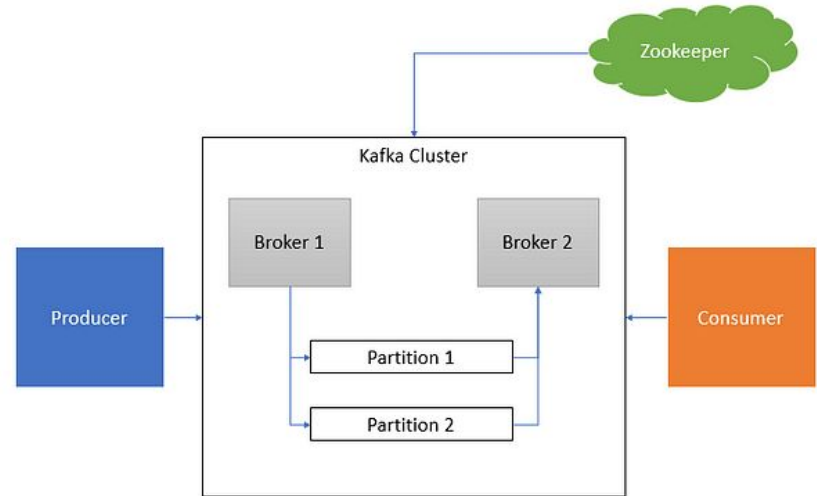 Zookeeper
Kafka Cluster
Broker 1
Broker 2
Producer
Consumer
Partition 1
Partition 2